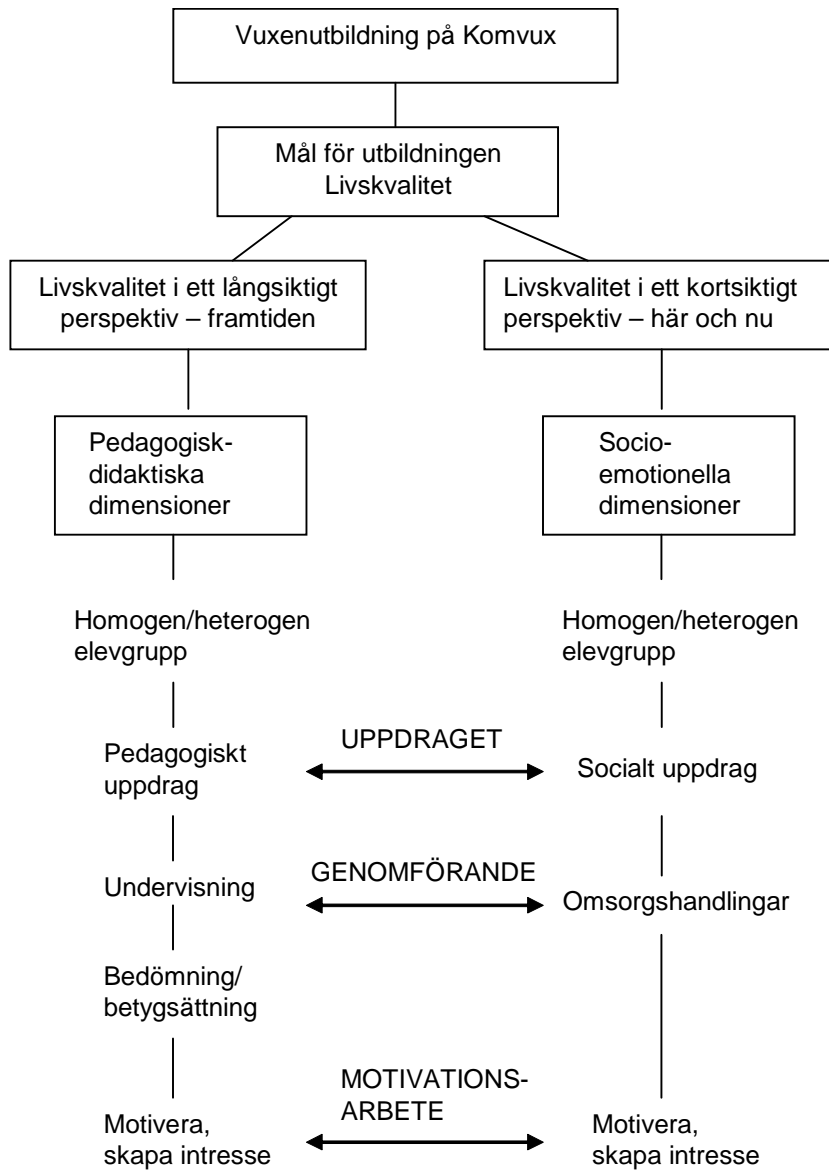 Vuxenutbildning på Komvux
Mål för utbildningen
Livskvalitet
Livskvalitet i ett långsiktigt
perspektiv – framtiden
Livskvalitet i ett kortsiktigt
perspektiv – här och nu
Pedagogisk-
didaktiska
dimensioner
Socio-
emotionella
dimensioner
Homogen/heterogen
elevgrupp
Homogen/heterogen
elevgrupp
Pedagogiskt
uppdrag
UPPDRAGET
Socialt uppdrag
Undervisning
GENOMFÖRANDE
Omsorgshandlingar
Bedömning/
betygsättning
MOTIVATIONS-
ARBETE
Motivera,
skapa intresse
Motivera,
skapa intresse